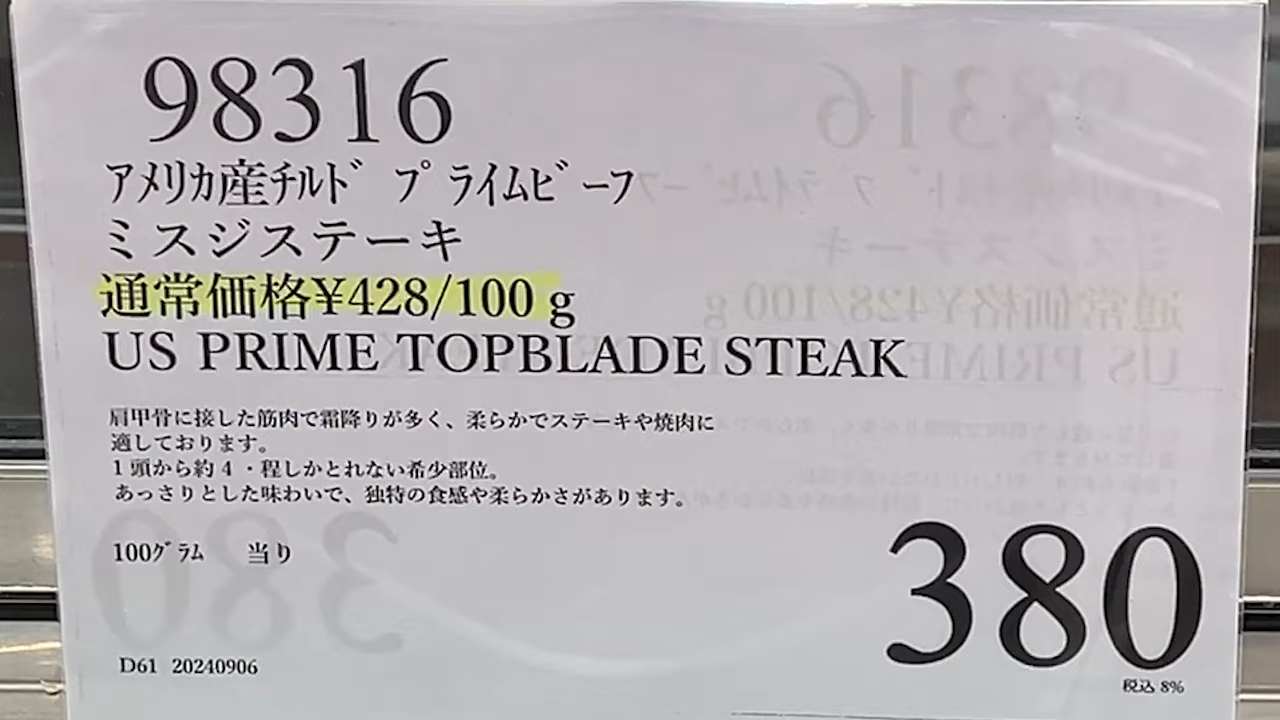 98316
ｱﾒﾘｶ産ﾁﾙﾄﾞ ﾌﾟﾗｲﾑﾋﾞｰﾌ
ミスジステーキ
通常価格¥428/100 g
US PRIME TOPBLADE STEAK
肩甲骨に接した筋肉で霜降りが多く、柔らかでステーキや焼肉に
適しております。
1頭から約4・程しかとれない希少部位。
あっさりとした味わいで、独特の食感や柔らかさがあります。
100ｸﾞﾗﾑ 当り
380
税込 8%
D61 20240906